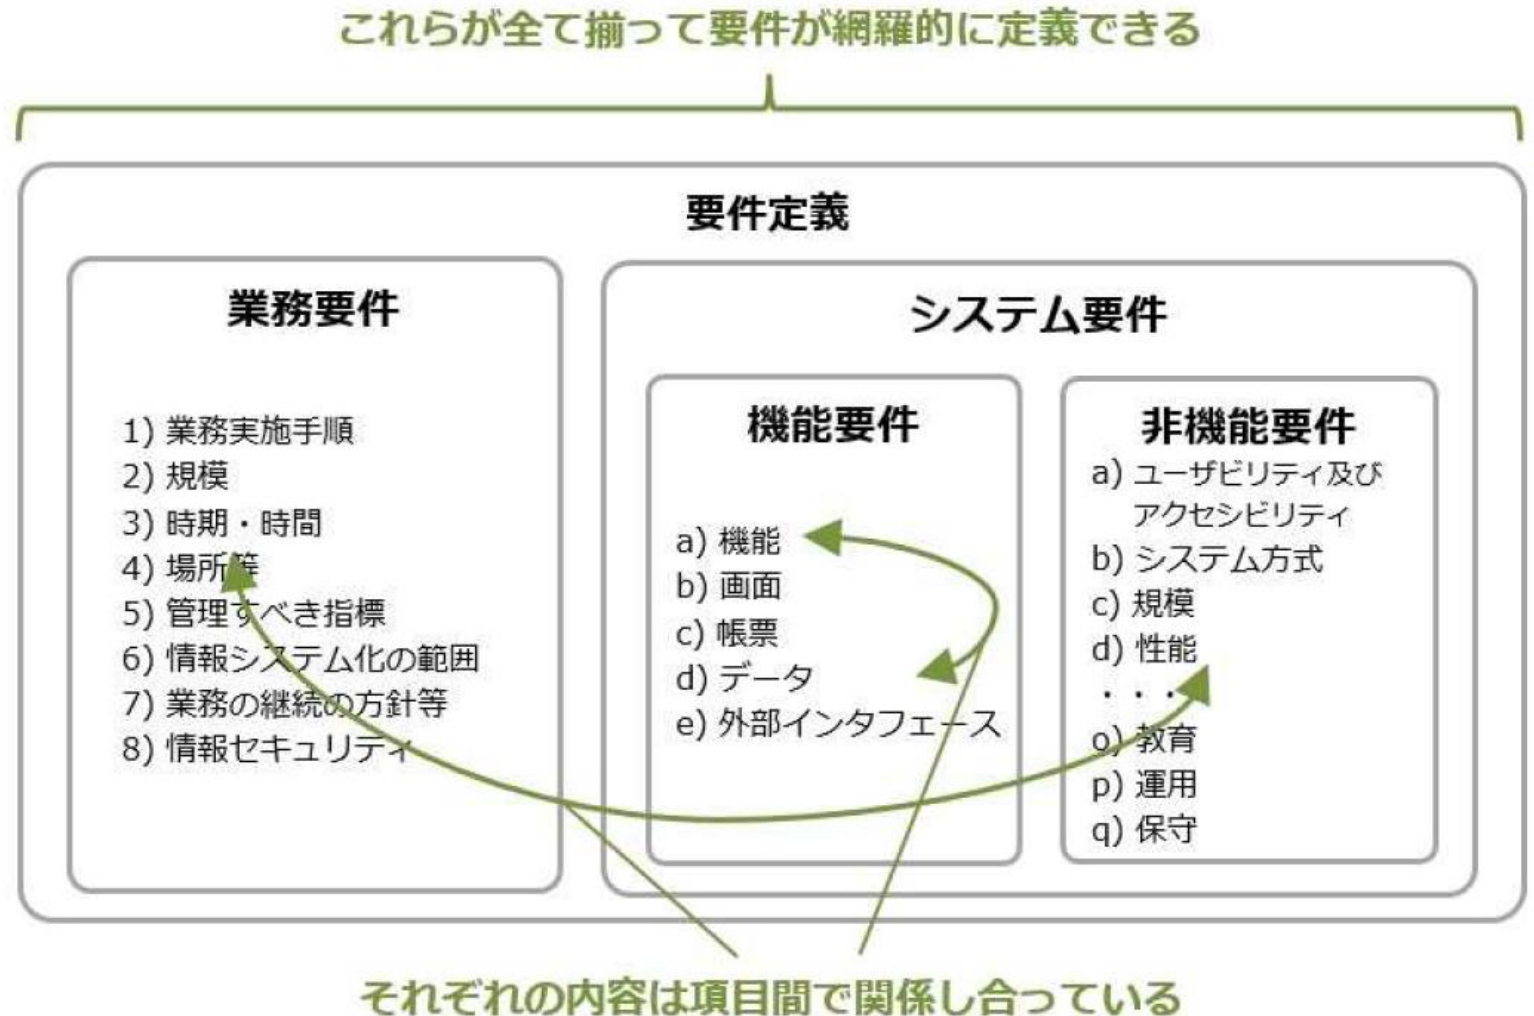 これらが全て揃って要件が網羅的に定義できる
要件定義
業務要件
1) 業務実施手順
2) 規模
3) 時期・時間
4) 場所等
5) 管理すべき指標
6) 情報システム化の範囲
7) 業務の継続の方針等
8) 情報セキュリティ
システム要件
機能要件
a) 機能
b) 画面
c) 帳票
d) データ
e) 外部インタフェース
非機能要件
a) ユーザビリティ及び
アクセシビリティ
b) システム方式
c) 規模
d) 性能
・・・
o) 教育
p) 運用
q) 保守
それぞれの内容は項目間で関係し合っている